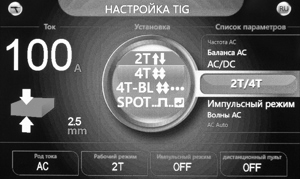 НАСТРОЙКА TIG
RU
Ток
Установка
Список параметров
100
A
2.5
mm
2T
4T
4T-BL
SPOT...
Частота AC
Баланса AC
AC/DC
2T/4T
Импульсный режим
Волны AC
AC Auto
Род тока
AC
Рабочий режим
2T
Импульсный режим
OFF
дистанционный пульт
OFF